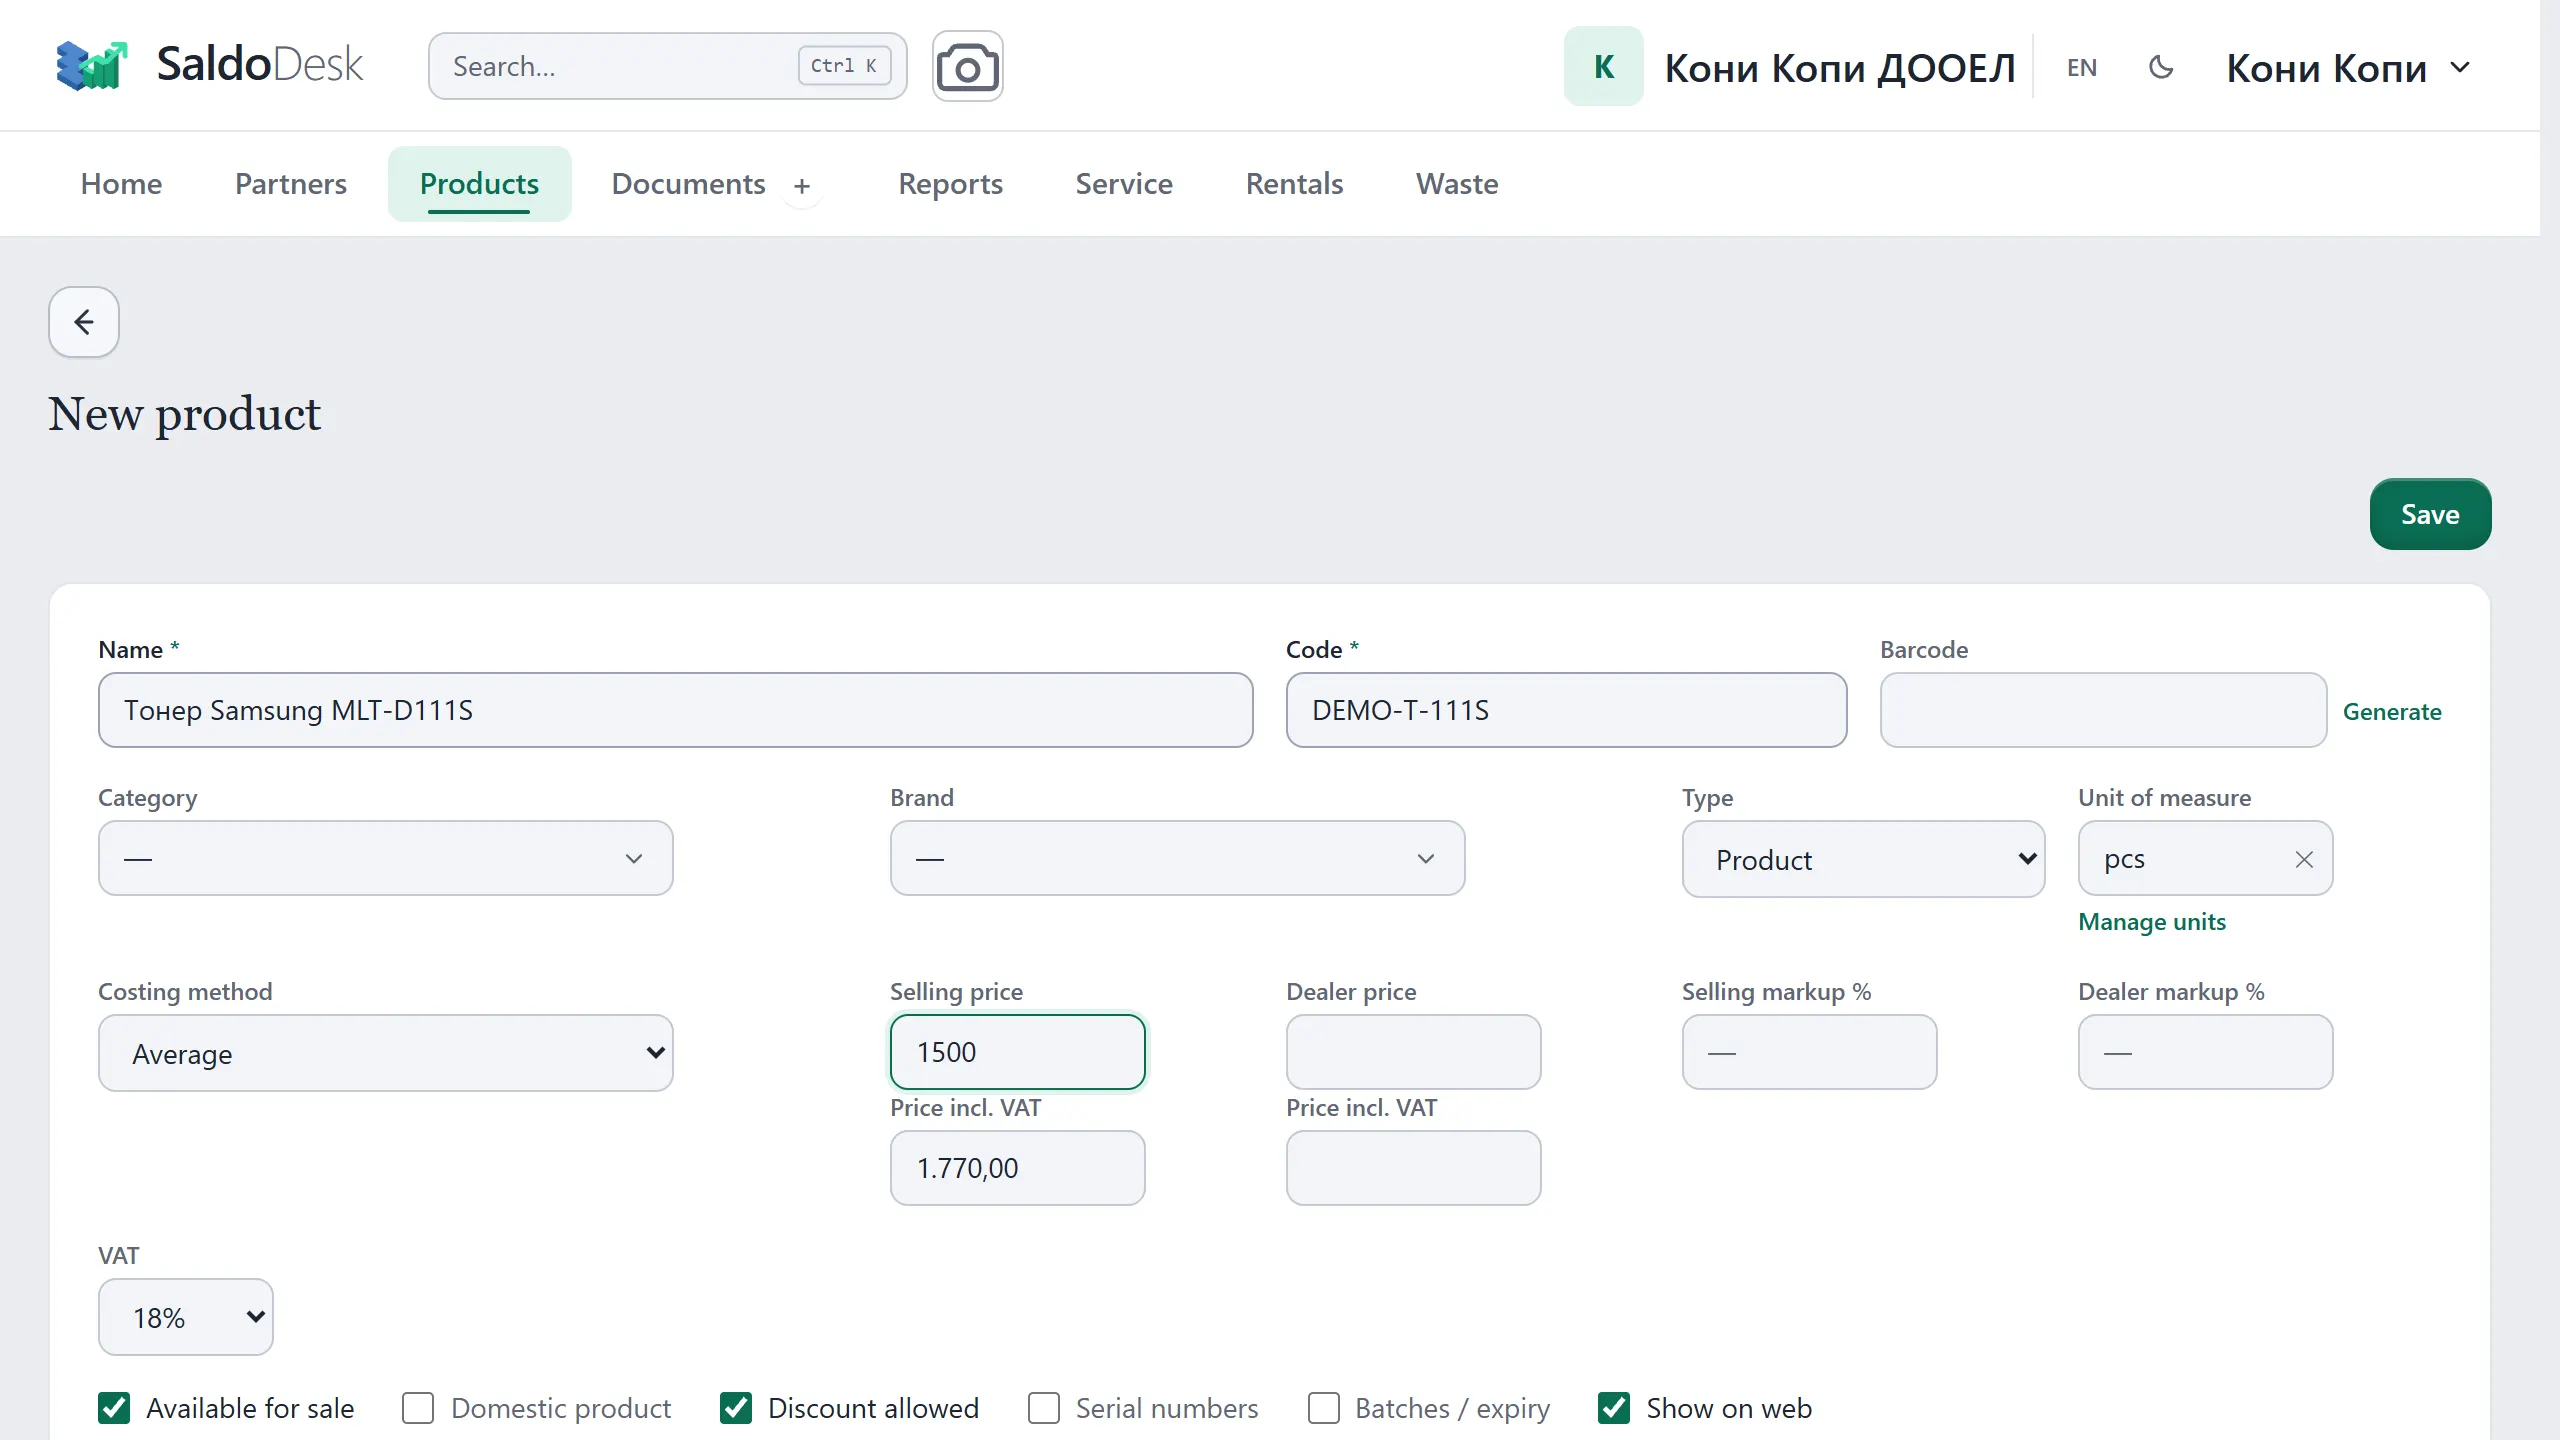 SaldoDesk
Search...
Ctrl K
K
Кони Копи ДООЕЛ
EN
Кони Копи
Home
Partners
Products
Documents
+
Reports
Service
Rentals
Waste
New product
Save
Name *
Code *
Barcode
Тонер Samsung MLT-D111S
DEMO-T-111S
Generate
Category
Brand
Type
Unit of measure
—
—
Product
pcs
Manage units
Costing method
Selling price
Dealer price
Selling markup %
Dealer markup %
Average
1500
—
—
Price incl. VAT
Price incl. VAT
1.770,00
VAT
18%
Available for sale
Domestic product
Discount allowed
Serial numbers
Batches / expiry
Show on web